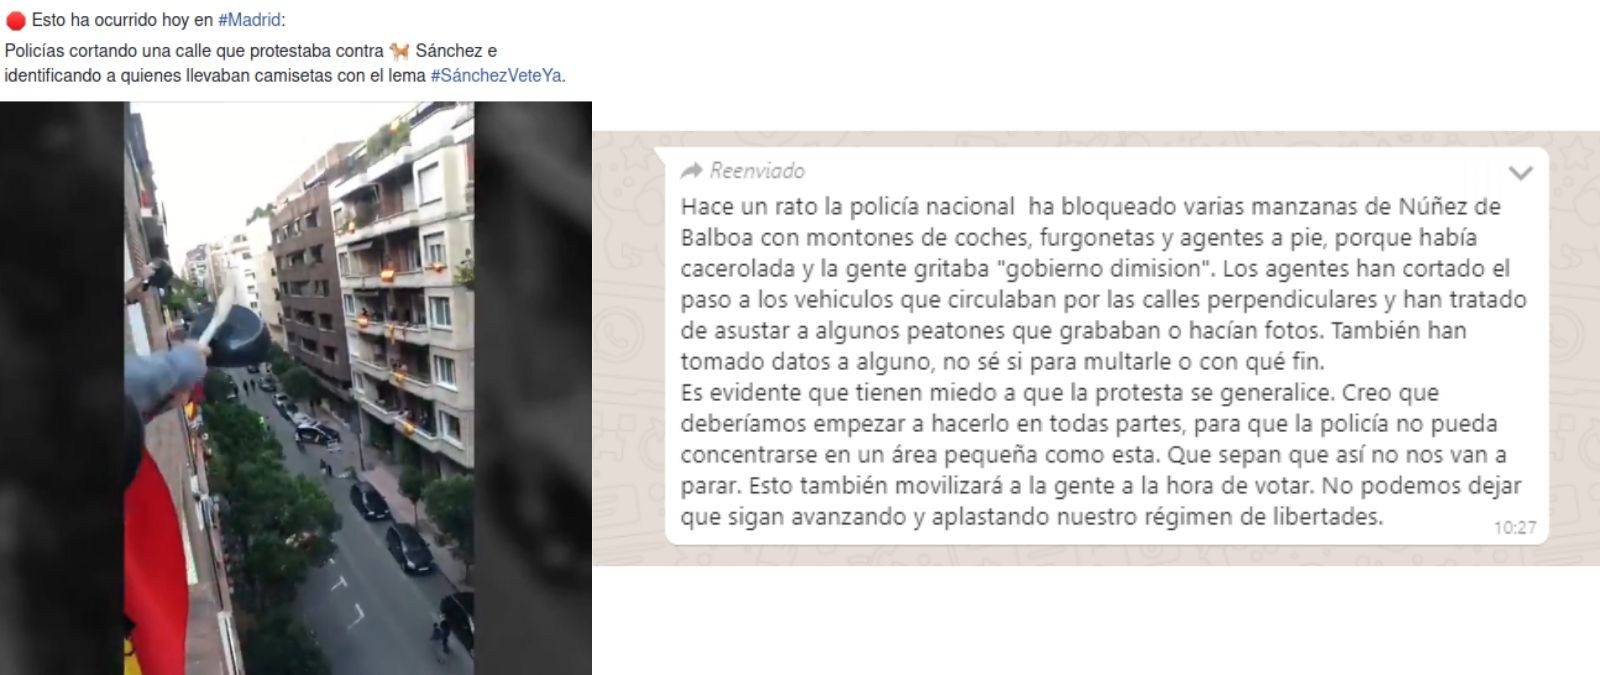 Esto ha ocurrido hoy en #Madrid:
Policías cortando una calle que protestaba contra 🐕 Sánchez e
identificando a quienes llevaban camisetas con el lema #SánchezVeteYa.
Reenviado
Hace un rato la policía nacional  ha bloqueado varias manzanas de Núñez de
Balboa con montones de coches, furgonetas y agentes a pie, porque había
cacerolada y la gente gritaba "gobierno dimision". Los agentes han cortado el
paso a los vehiculos que circulaban por las calles perpendiculares y han tratado
de asustar a algunos peatones que grababan o hacían fotos. También han
tomado datos a alguno, no sé si para multarle o con qué fin.
Es evidente que tienen miedo a que la protesta se generalice. Creo que
deberíamos empezar a hacerlo en todas partes, para que la policía no pueda
concentrarse en un área pequeña como esta. Que sepan que así no nos van a
parar. Esto también movilizará a la gente a la hora de votar. No podemos dejar
que sigan avanzando y aplastando nuestro régimen de libertades.
10:27